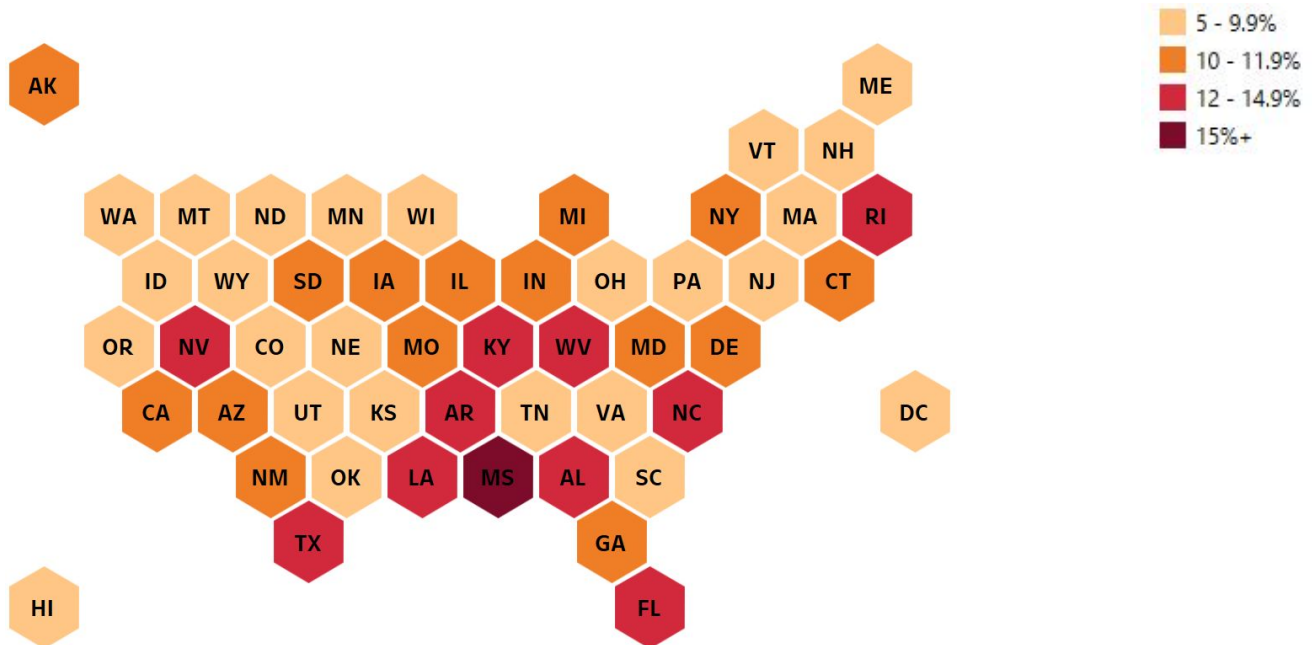 5 - 9.9%
10 - 11.9%
12 - 14.9%
15%+
AK ME
VT NH
WA MT ND MN WI MI NY MA RI
ID WY SD IA IL IN OH PA NJ CT
OR NV CO NE MO KY WV MD DE
CA AZ UT KS AR TN VA NC DC
NM OK LA MS AL SC
TX GA
HI FL